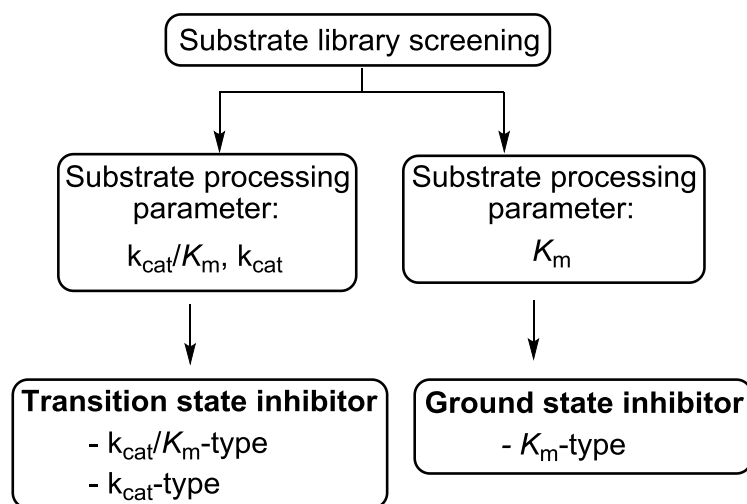 Substrate library screening
Substrate processing
parameter:
kcat/Km, kcat
Substrate processing
parameter:
Km
Transition state inhibitor
- kcat/Km-type
- kcat-type
Ground state inhibitor
- Km-type